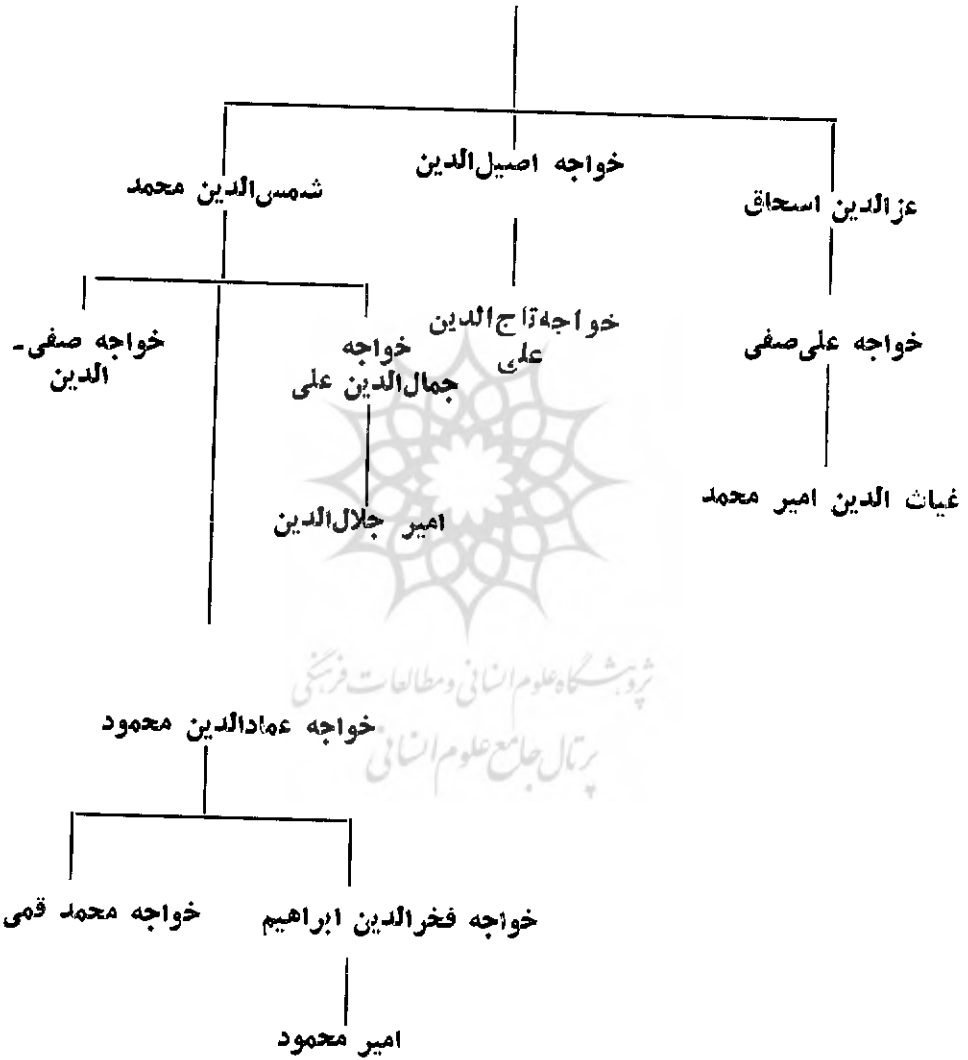 خواجه اصیل‌الدین
شمس‌الدین محمد
عزالدین اسحاق
خواجه تاج‌الدین
علی
خواجه علی صفی
خواجه
جمال‌الدین علی
خواجه صفی‌ـ
الدین
غیاث الدین امیر محمد
امیر جلال‌الدین
پژوهشگاه علوم انسانی و مطالعات فرهنگی
پرتال جامع علوم انسانی
خواجه عمادالدین محمود
خواجه فخرالدین ابراهیم
خواجه محمد قمی
امیر محمود